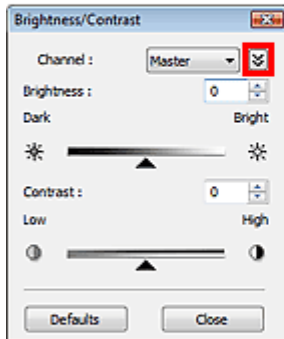 Brightness/Contrast
Channel : Master
Brightness : 0
Dark Bright
Contrast : 0
Low High
Defaults Close